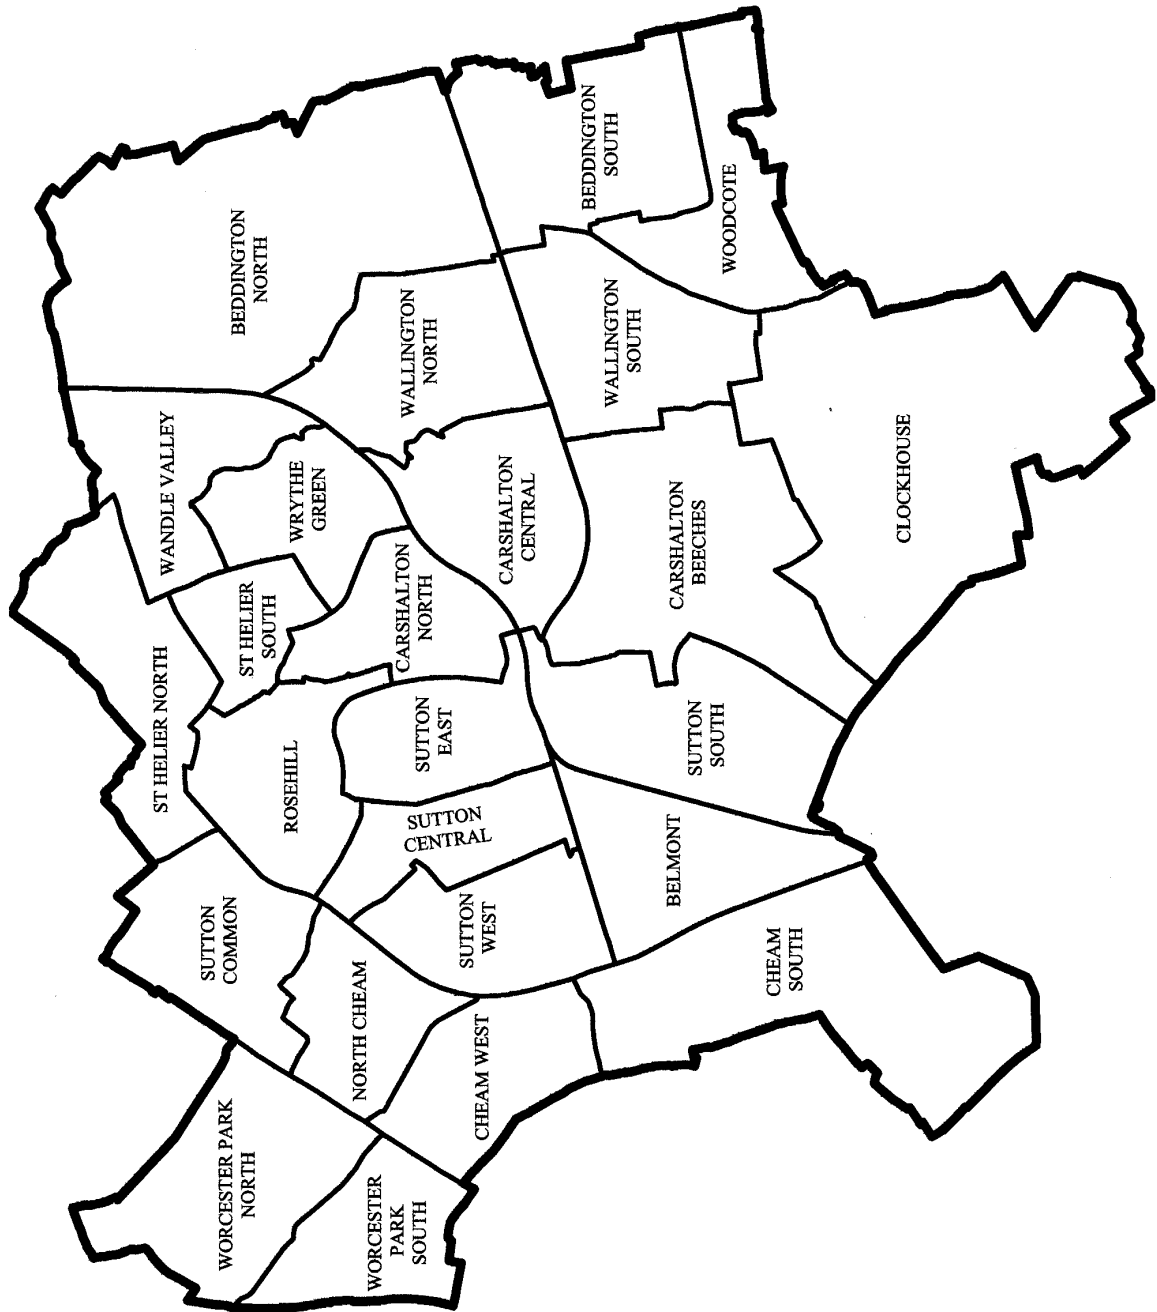 WORCESTER PARK
NORTH
WORCESTER
PARK
SOUTH
SUTTON
COMMON
NORTH CHEAM
CHEAM WEST
CHEAM
SOUTH
ST HELIER NORTH
ROSEHILL
SUTTON
CENTRAL
SUTTON
WEST
BELMONT
SUTTON
EAST
SUTTON
SOUTH
ST HELIER
SOUTH
CARSHALTON
NORTH
WANDLE VALLEY
WRYTHE
GREEN
CARSHALTON
CENTRAL
CARSHALTON
BEECHES
CLOCKHOUSE
BEDDINGTON
NORTH
WALLINGTON
NORTH
WALLINGTON
SOUTH
BEDDINGTON
SOUTH
WOODCOTE